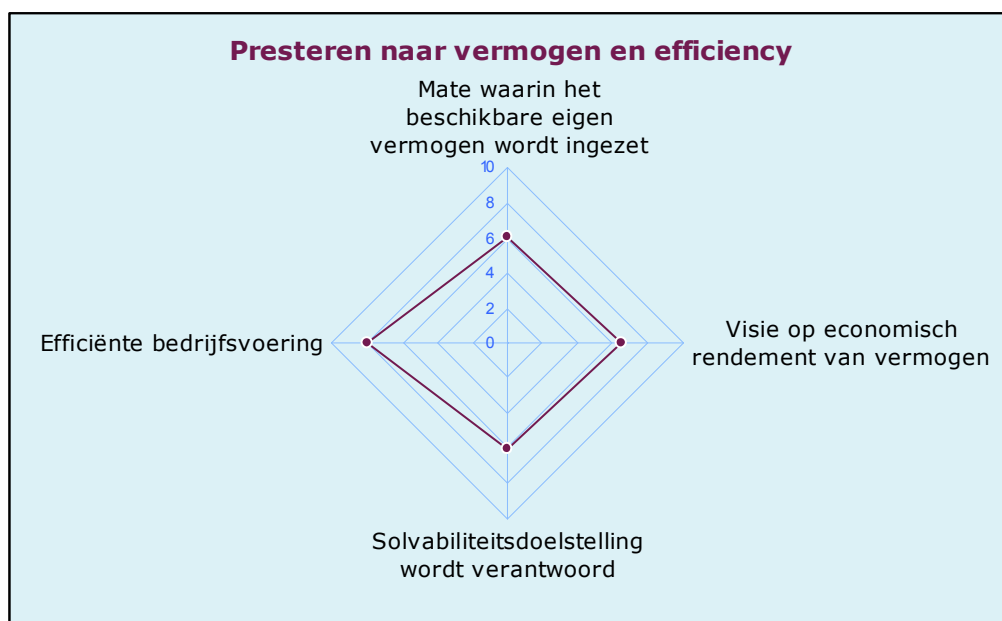 Presteren naar vermogen en efficiency
Mate waarin het
beschikbare eigen
vermogen wordt ingezet
10
8
6
4
2
0
Efficiënte bedrijfsvoering
Visie op economisch
rendement van vermogen
Solvabiliteitsdoelstelling
wordt verantwoord